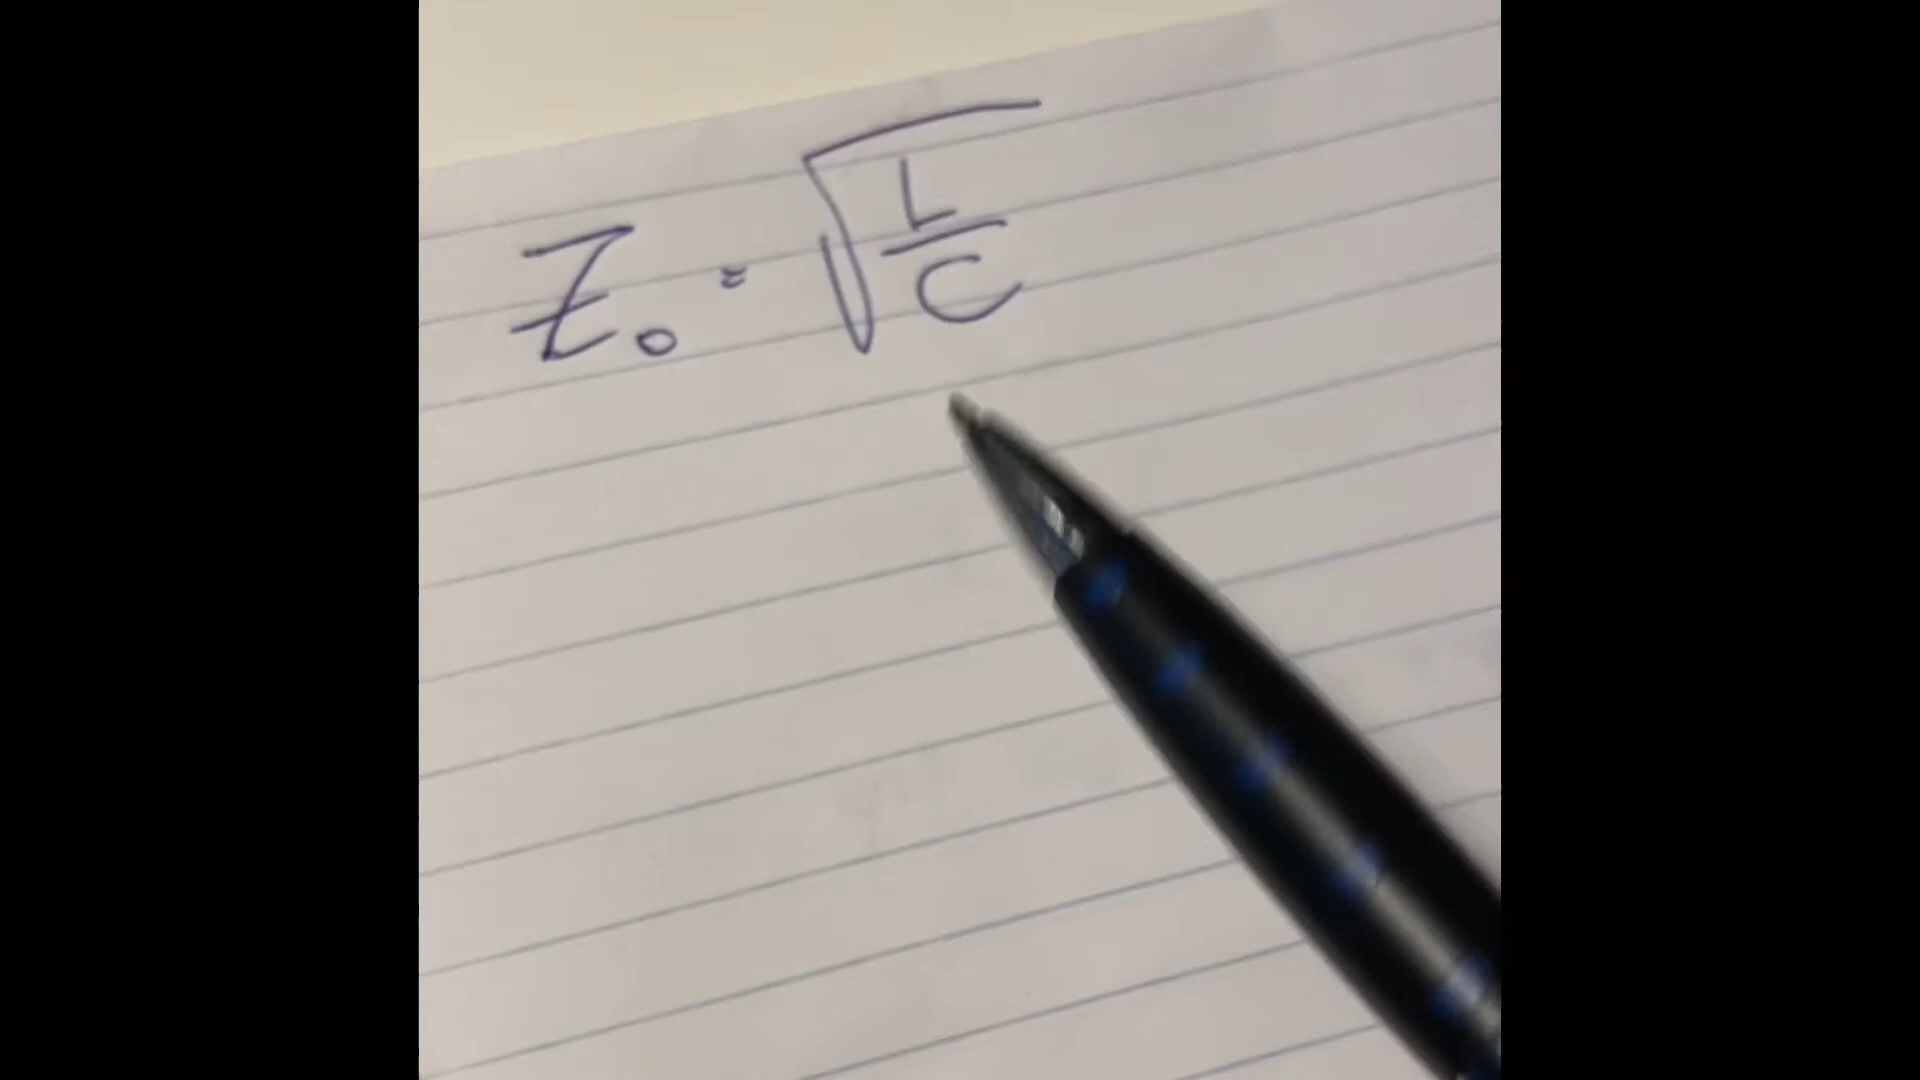 Z₀ = √(L/C)